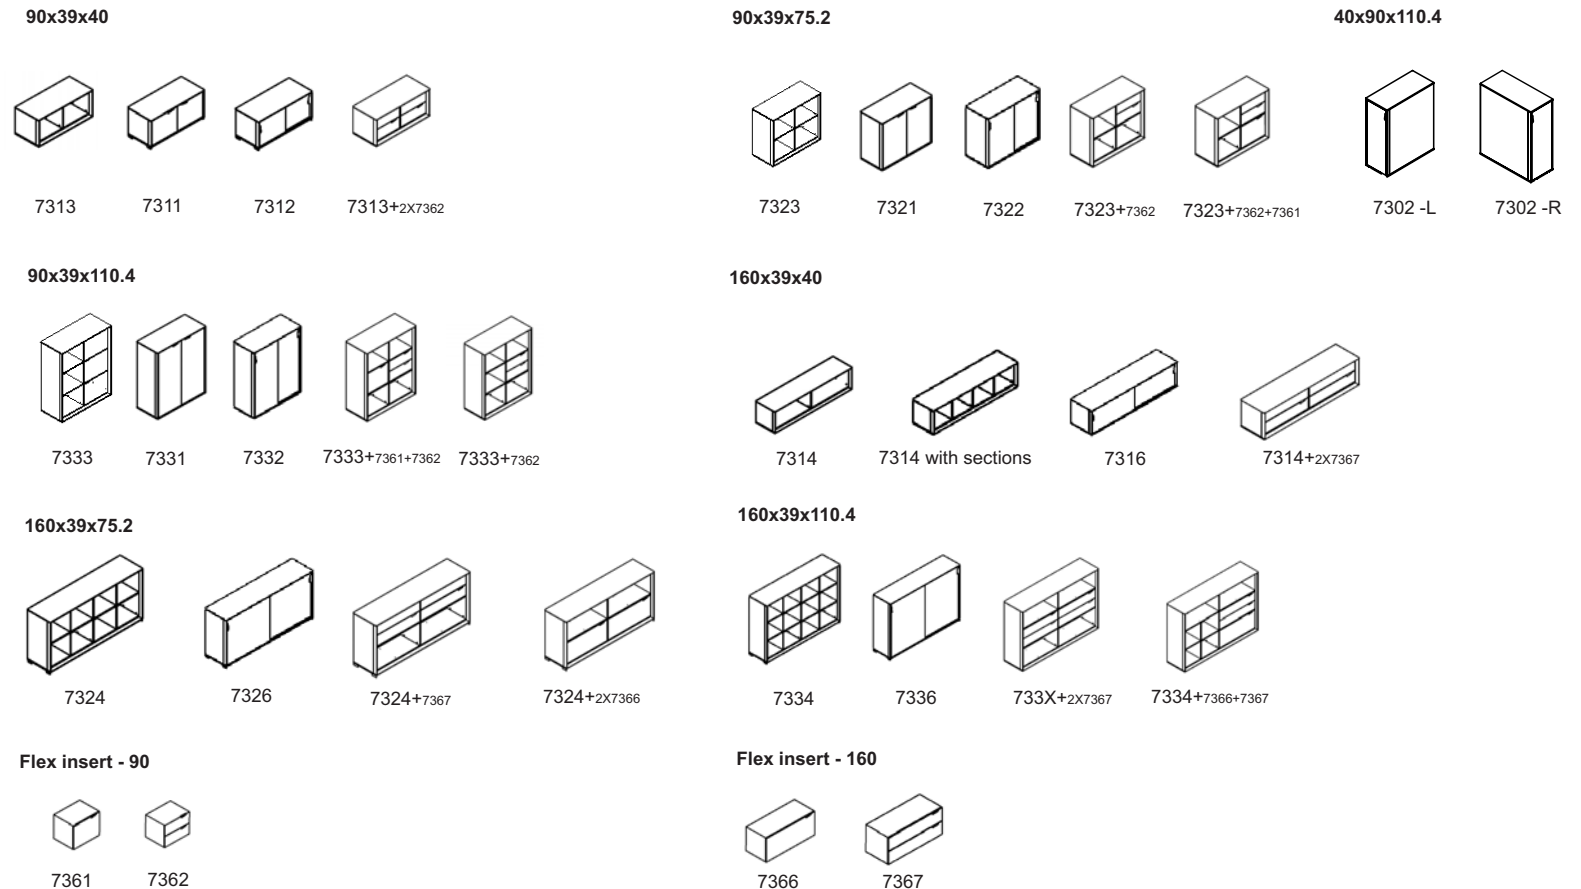 90x39x40
7313
7311
7312
7313+2X7362
90x39x75.2
7323
7321
7322
7323+7362
7323+7362+7361
40x90x110.4
7302 -L
7302 -R
90x39x110.4
7333
7331
7332
7333+7361+7362
7333+7362
160x39x40
7314
7314 with sections
7316
7314+2X7367
160x39x75.2
7324
7326
7324+7367
7324+2X7366
160x39x110.4
7334
7336
733X+2X7367
7334+7366+7367
Flex insert - 90
7361
7362
Flex insert - 160
7366
7367